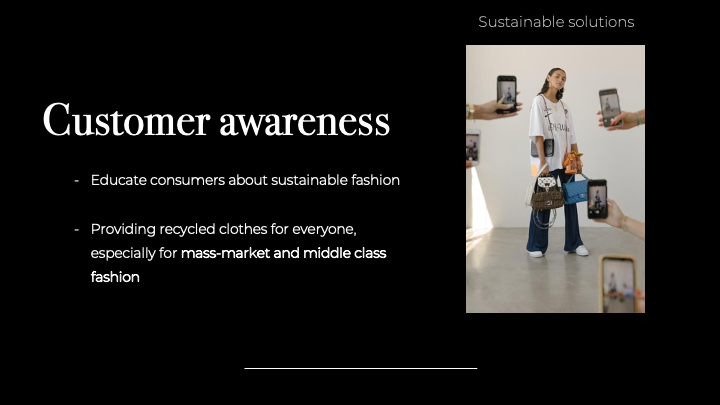 Sustainable solutions
Customer awareness
- Educate consumers about sustainable fashion
- Providing recycled clothes for everyone,
especially for mass-market and middle class
fashion